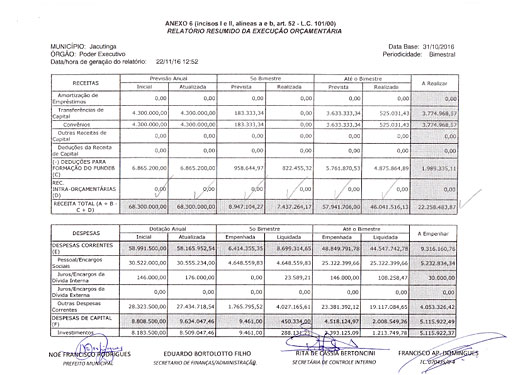 ANEXO 6 (incisos I e II, alíneas a e b, art. 52 - L.C. 101/00)
RELATÓRIO RESUMIDO DA EXECUÇÃO ORÇAMENTÁRIA
MUNICÍPIO: Jacutinga Data Base: 31/10/2016
ÓRGÃO: Poder Executivo Periodicidade: Bimestral
Data/hora de geração do relatório: 22/11/16 12:52
RECEITAS Previsão Anual So Bimestre Até o Bimestre A Realizar
Inicial Atualizada Prevista Realizada Prevista Realizada
Amortização de Empréstimos 0,00 0,00 0,00 0,00 0,00 0,00 0,00
Transferências de Capital 4.300.000,00 4.300.000,00 183.333,34 0,00 3.633.333,34 525.031,43 3.774.968,57
Convênios 4.300.000,00 4.300.000,00 183.333,34 0,00 3.633.333,34 525.031,43 3.774.968,57
Outras Receitas de Capital 0,00 0,00 0,00 0,00 0,00 0,00 0,00
Deduções da Receita de Capital 0,00 0,00 0,00 0,00 0,00 0,00 0,00
(-) DEDUÇÕES PARA FORMAÇÃO DO FUNDEB (C) 6.865.200,00 6.865.200,00 958.644,97 822.455,32 5.761.870,53 4.875.864,89 1.989.335,11
REC. INTRA-ORÇAMENTÁRIAS (D) 0,00 0,00 0,00 0,00 0,00 0,00 0,00
RECEITA TOTAL (A + B - C + D) 68.300.000,00 68.300.000,00 8.947.104,27 7.437.264,17 57.941.706,00 46.041.516,13 22.258.483,87
DESPESAS Dotação Anual So Bimestre Até o Bimestre A Empenhar
Inicial Atualizada Empenhada Liquidada Empenhada Liquidada
DESPESAS CORRENTES (E) 58.991.500,00 58.165.952,54 6.414.355,35 8.699.314,65 48.849.791,78 44.547.742,78 9.316.160,76
Pessoal/Encargos Sociais 30.522.000,00 30.555.234,00 4.648.559,83 4.648.559,83 25.322.399,66 25.322.399,66 5.232.834,34
Juros/Encargos da Dívida Interna 146.000,00 176.000,00 0,00 23.589,21 146.000,00 108.258,47 30.000,00
Juros/Encargos da Dívida Externa 0,00 0,00 0,00 0,00 0,00 0,00 0,00
Outras Despesas Correntes 28.323.500,00 27.434.718,54 1.765.795,52 4.027.165,61 23.381.392,12 19.117.084,65 4.053.326,42
DESPESAS DE CAPITAL (F) 8.808.500,00 9.634.047,46 9.461,00 450.334,00 4.518.124,97 2.008.549,76 5.115.922,49
Investimentos 8.183.500,00 8.509.047,46 9.461,00 3.393.125,09 1.213.749,78 5.115.922,37
NOÉ FRANCISCO RODRIGUES EDUARDO BORTOLOTTO FILHO RITA DE CÁSSIA BERTONCINI FRANCISCO AP. DOMINGUES
PREFEITO MUNICIPAL SECRETÁRIO DE FINANÇAS/ADMINISTRAÇÃO SECRETÁRIA DE CONTROLE INTERNO